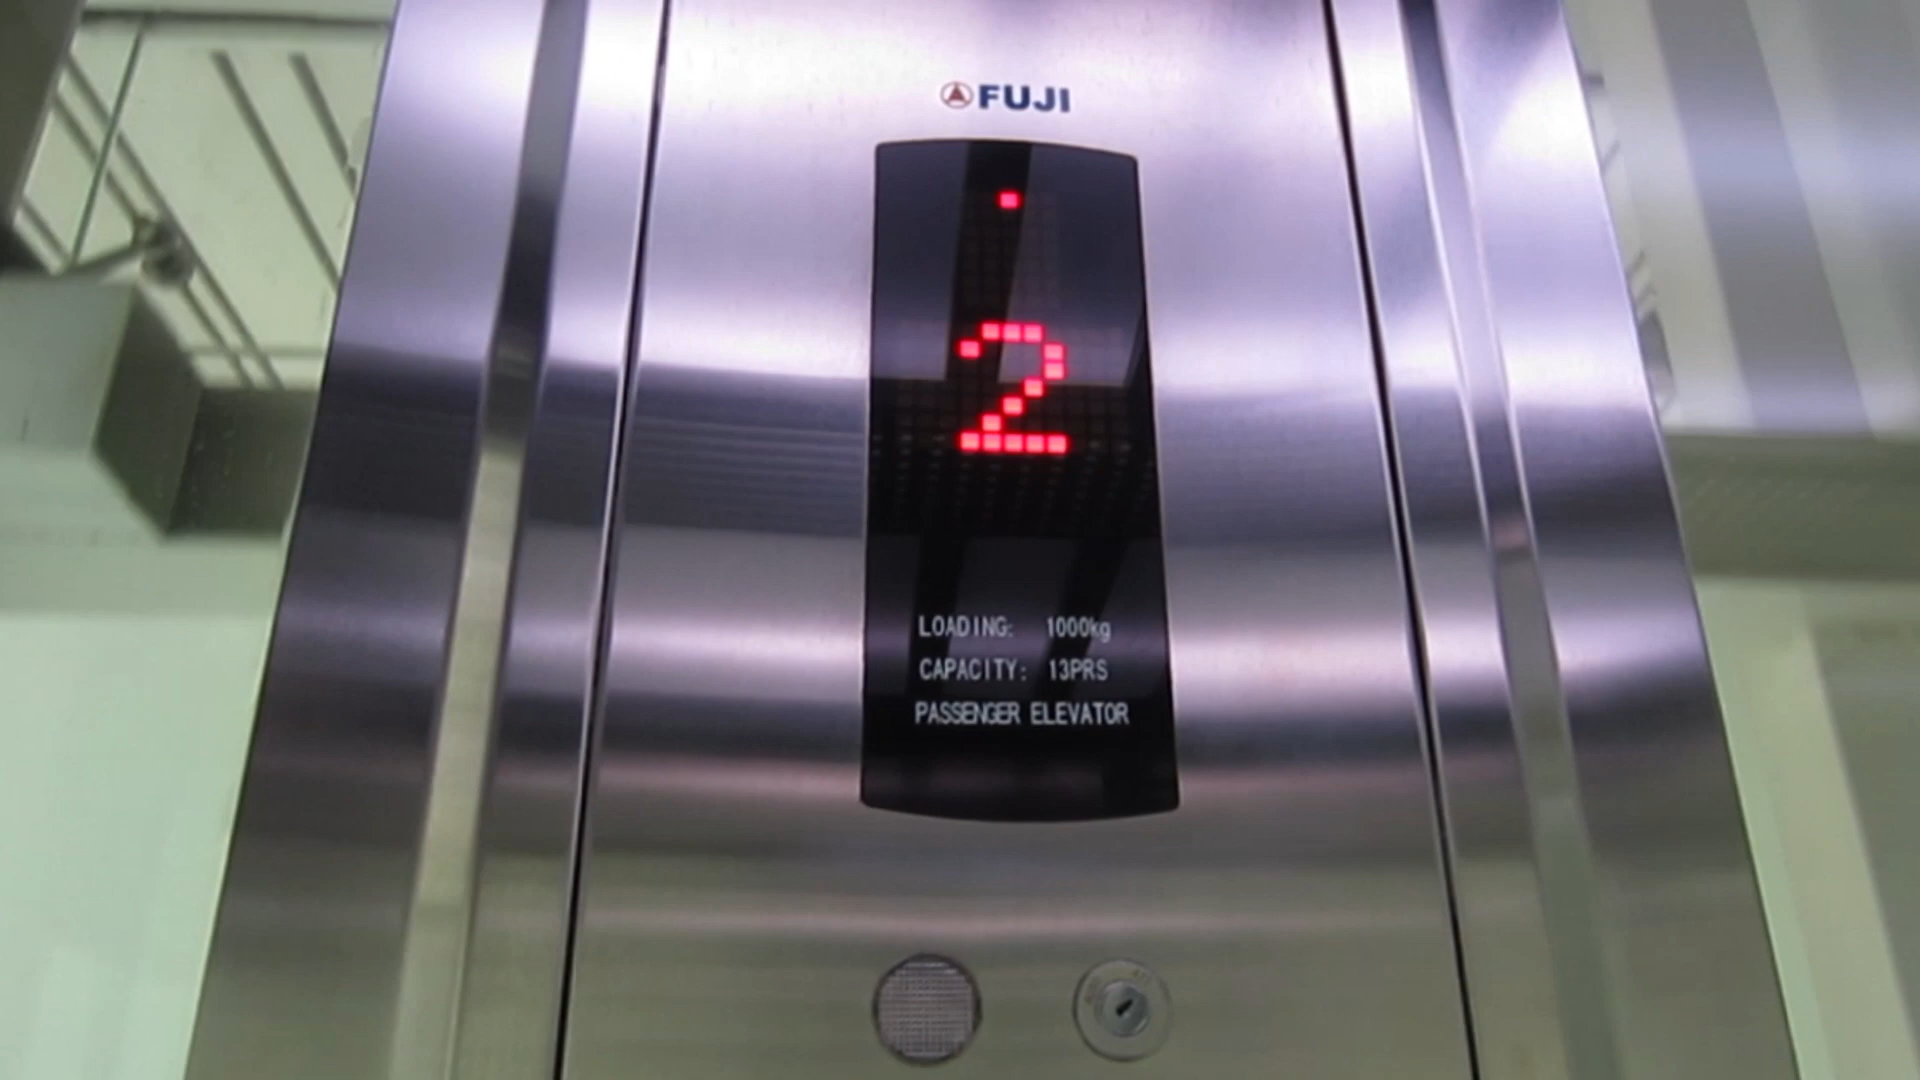 FUJI
2
LOADING: 1000kg
CAPACITY: 13PRS
PASSENGER ELEVATOR